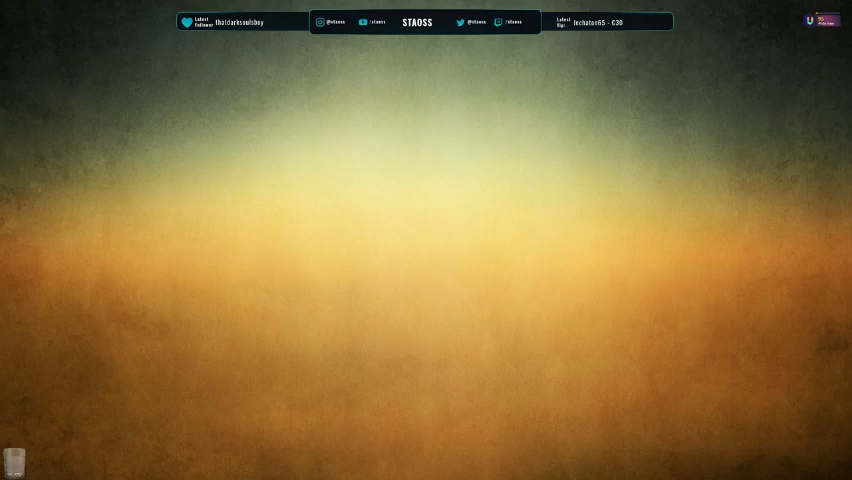 Latest
Follower
thatdarksoulsboy
@staoss
/staoss
STAOSS
@staoss
/staoss
Latest
Tip:
lechaton65 - €30